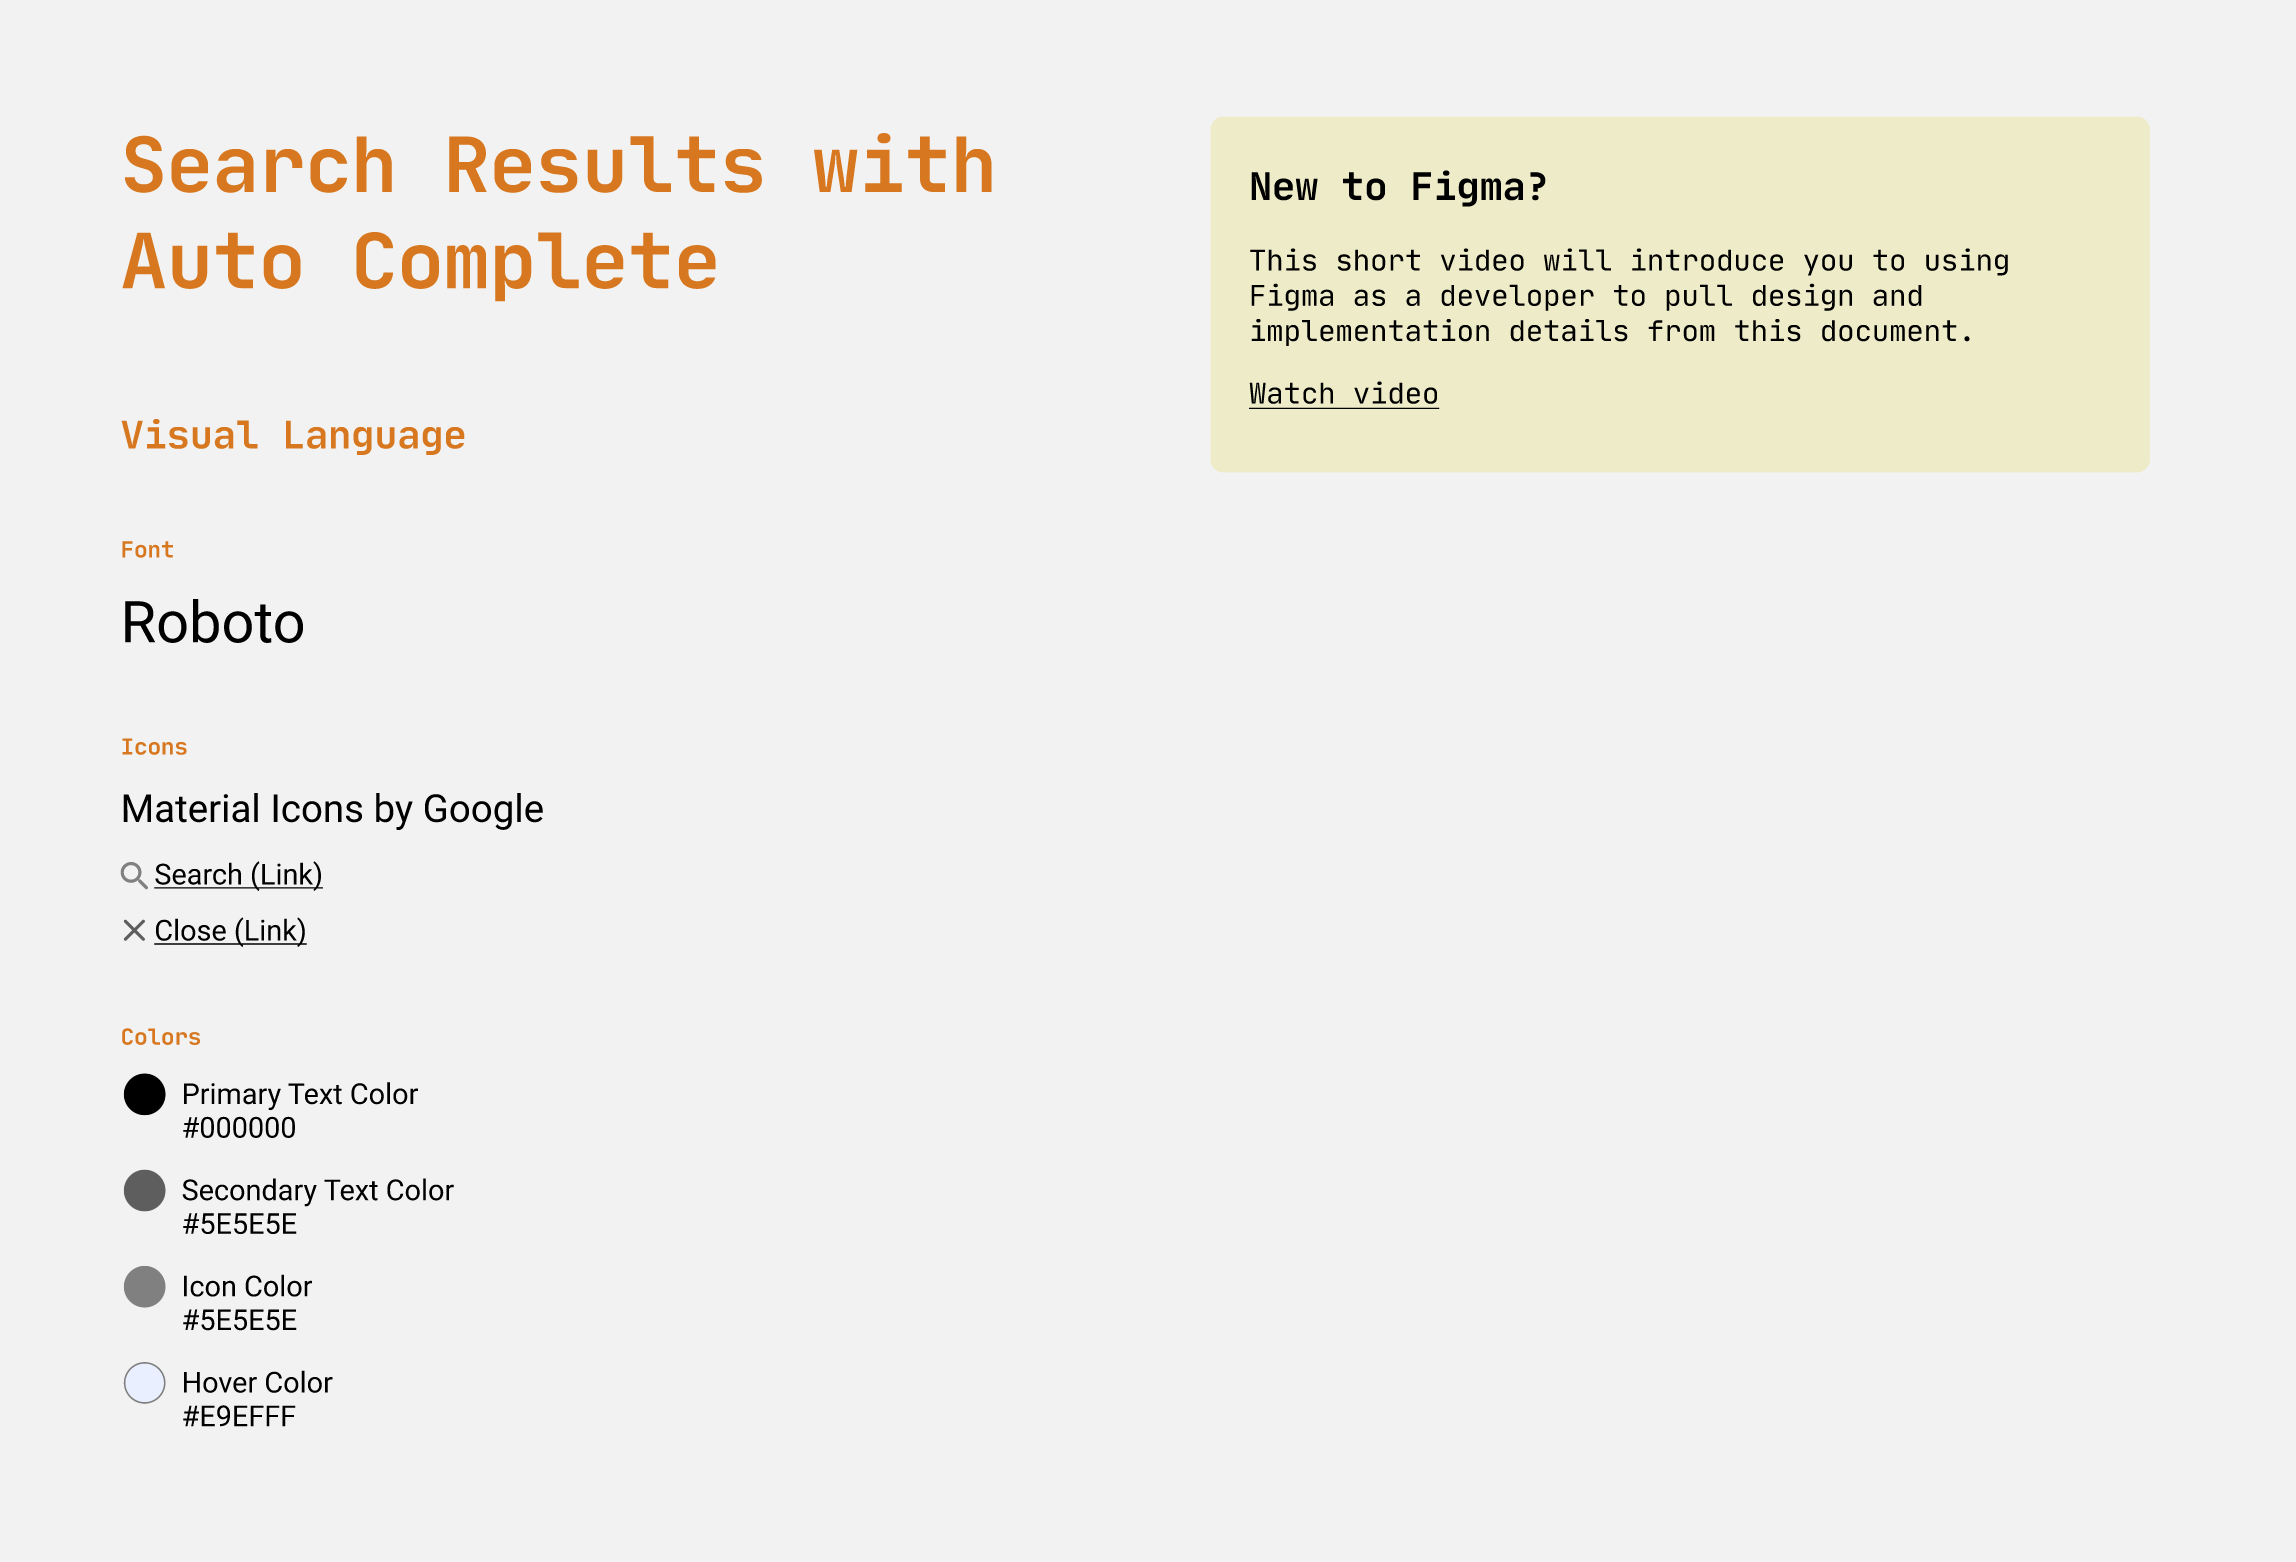 Search Results with
Auto Complete
Visual Language
Font
Roboto
Icons
Material Icons by Google
Search (Link)
Close (Link)
Colors
Primary Text Color
#000000
Secondary Text Color
#5E5E5E
Icon Color
#5E5E5E
Hover Color
#E9EFFF
New to Figma?
This short video will introduce you to using
Figma as a developer to pull design and
implementation details from this document.
Watch video